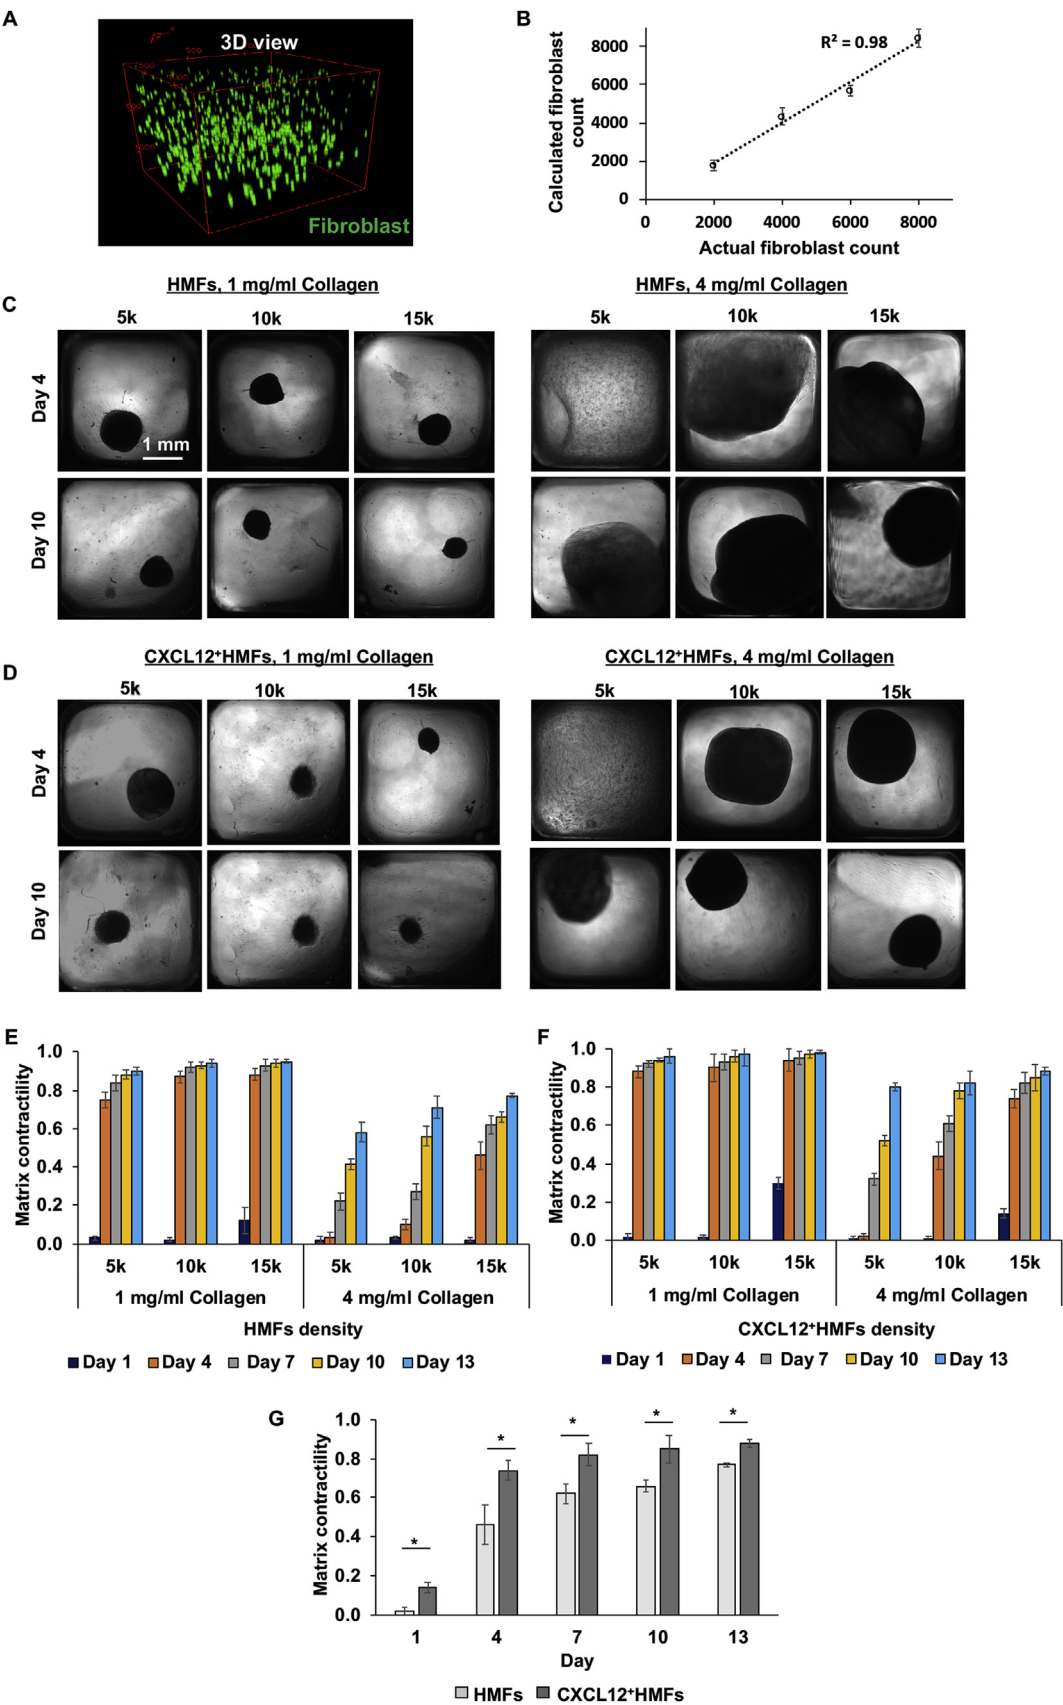 A
3D view
Fibroblast
B
Calculated fibroblast
count
8000
6000
4000
2000
0
R² = 0.98
0 2000 4000 6000 8000
Actual fibroblast count
C
HMFs, 1 mg/ml Collagen
HMFs, 4 mg/ml Collagen
5k 10k 15k 5k 10k 15k
Day 4
1 mm
Day 10
D
CXCL12⁺HMFs, 1 mg/ml Collagen
CXCL12⁺HMFs, 4 mg/ml Collagen
5k 10k 15k 5k 10k 15k
Day 4
Day 10
E
Matrix contractility
1.0
0.8
0.6
0.4
0.2
0.0
5k 10k 15k 5k 10k 15k
1 mg/ml Collagen 4 mg/ml Collagen
HMFs density
Day 1 Day 4 Day 7 Day 10 Day 13
F
Matrix contractility
1.0
0.8
0.6
0.4
0.2
0.0
5k 10k 15k 5k 10k 15k
1 mg/ml Collagen 4 mg/ml Collagen
CXCL12⁺HMFs density
Day 1 Day 4 Day 7 Day 10 Day 13
G
Matrix contractility
1.0
0.8
0.6
0.4
0.2
0.0
* * * * *
1 4 7 10 13
Day
HMFs CXCL12⁺HMFs